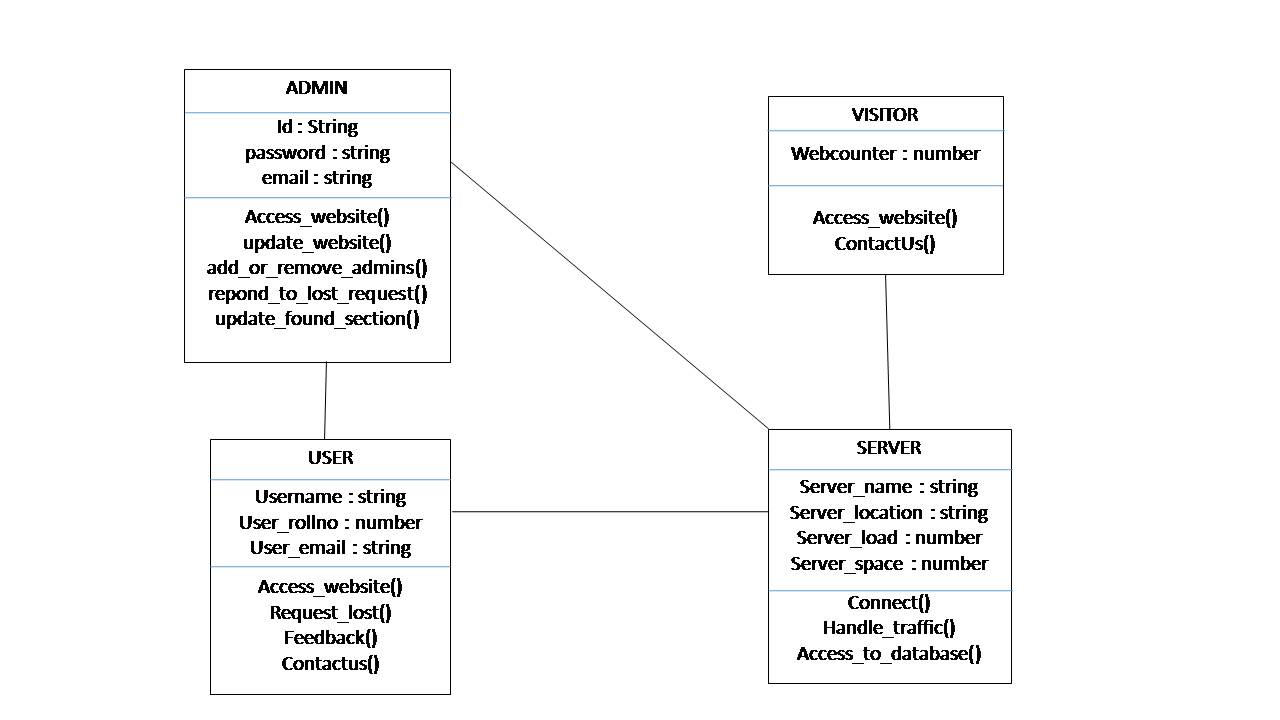 ADMIN
Id : String
password : string
email : string
Access_website()
update_website()
add_or_remove_admins()
repond_to_lost_request()
update_found_section()
VISITOR
Webcounter : number
Access_website()
ContactUs()
USER
Username : string
User_rollno : number
User_email : string
Access_website()
Request_lost()
Feedback()
Contactus()
SERVER
Server_name : string
Server_location : string
Server_load : number
Server_space : number
Connect()
Handle_traffic()
Access_to_database()